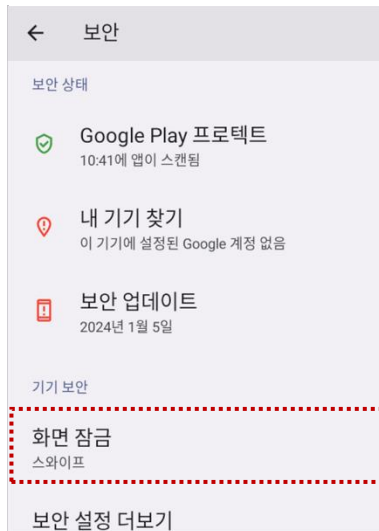 보안
보안 상태
Google Play 프로텍트
10:41에 앱이 스캔됨
내 기기 찾기
이 기기에 설정된 Google 계정 없음
보안 업데이트
2024년 1월 5일
기기 보안
화면 잠금
스와이프
보안 설정 더보기